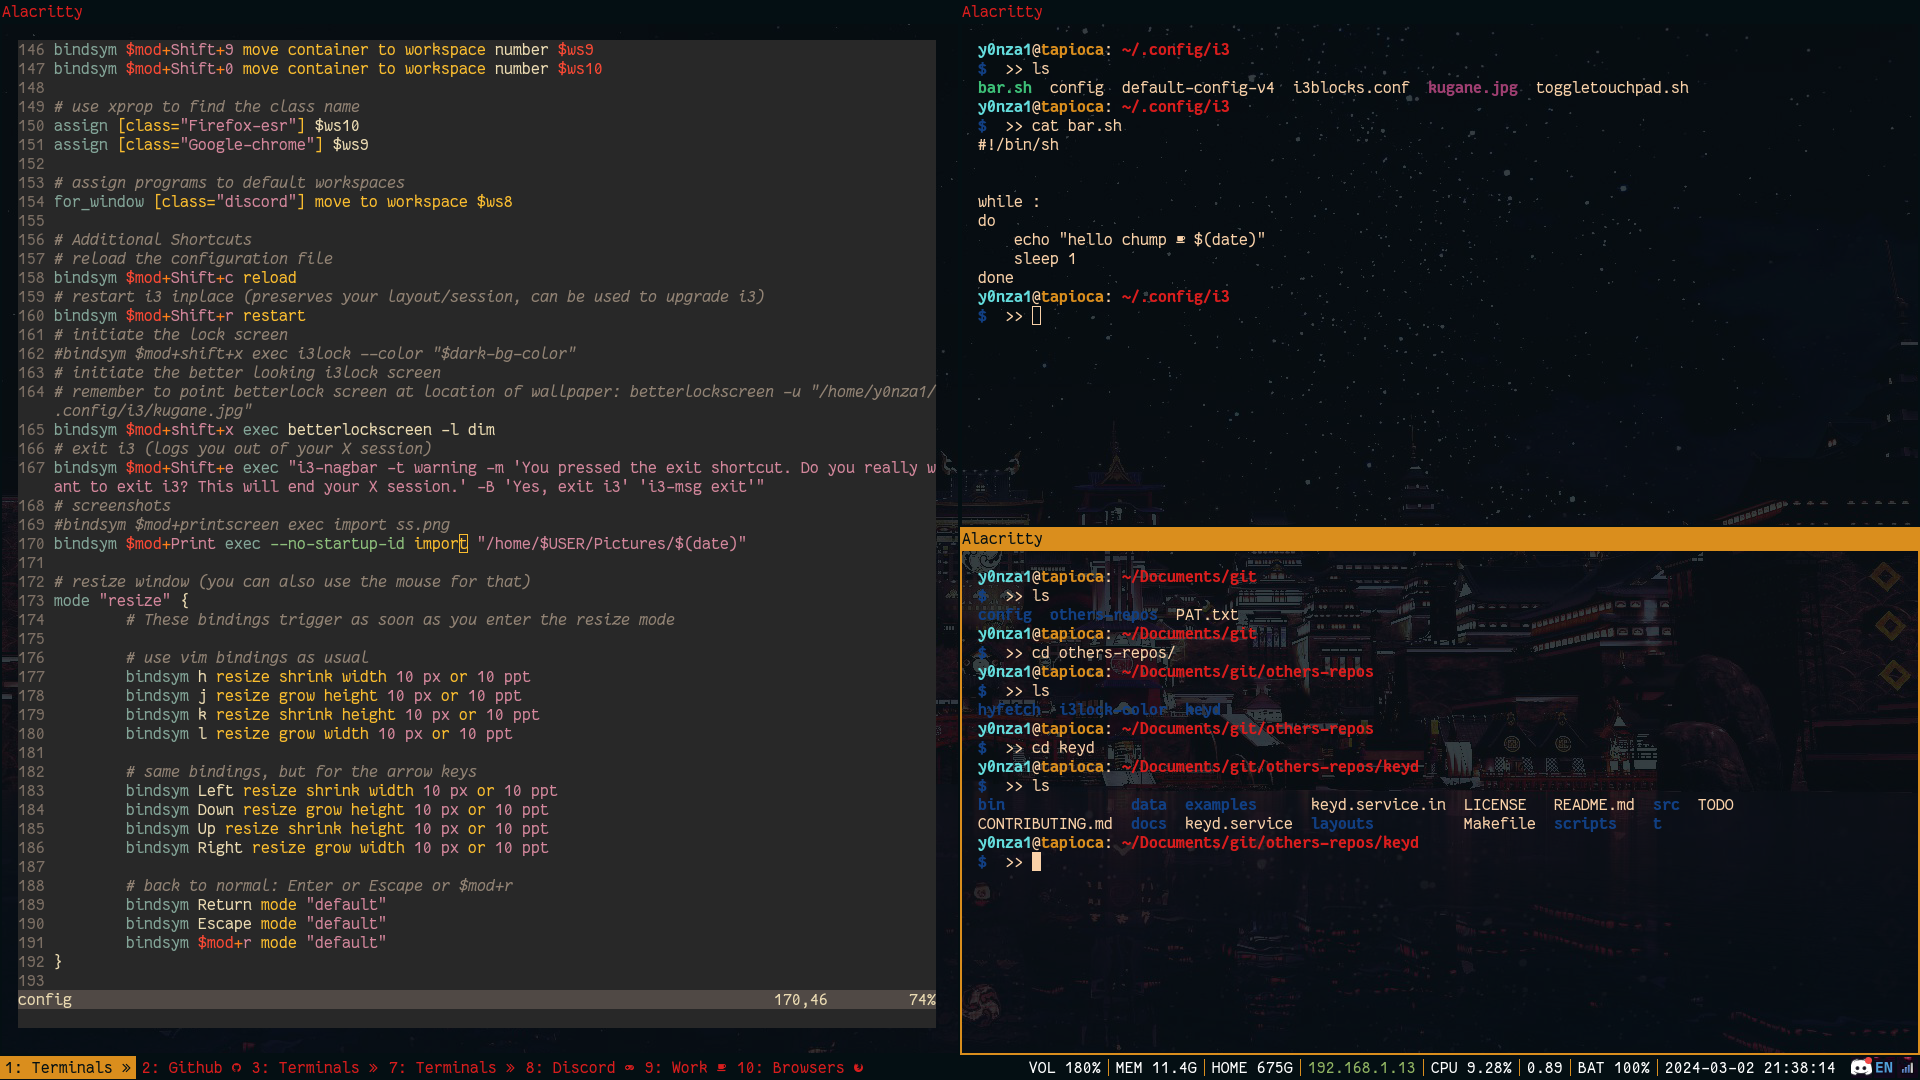 Alacritty
146 bindsym $mod+Shift+9 move container to workspace number $ws9
147 bindsym $mod+Shift+0 move container to workspace number $ws10
148
149 # use xprop to find the class name
150 assign [class="Firefox-esr"] $ws10
151 assign [class="Google-chrome"] $ws9
152
153 # assign programs to default workspaces
154 for_window [class="discord"] move to workspace $ws8
155
156 # Additional Shortcuts
157 # reload the configuration file
158 bindsym $mod+Shift+c reload
159 # restart i3 inplace (preserves your layout/session, can be used to upgrade i3)
160 bindsym $mod+Shift+r restart
161 # initiate the lock screen
162 #bindsym $mod+shift+x exec i3lock --color "$dark-bg-color"
163 # initiate the better looking i3lock screen
164 # remember to point betterlock screen at location of wallpaper: betterlockscreen -u "/home/y0nza1/
.config/i3/kugane.jpg"
165 bindsym $mod+shift+x exec betterlockscreen -l dim
166 # exit i3 (logs you out of your X session)
167 bindsym $mod+Shift+e exec "i3-nagbar -t warning -m 'You pressed the exit shortcut. Do you really w
ant to exit i3? This will end your X session.' -B 'Yes, exit i3' 'i3-msg exit'"
168 # screenshots
169 #bindsym $mod+printscreen exec import ss.png
170 bindsym $mod+Print exec --no-startup-id import "/home/$USER/Pictures/$(date)"
171
172 # resize window (you can also use the mouse for that)
173 mode "resize" {
174         # These bindings trigger as soon as you enter the resize mode
175
176         # use vim bindings as usual
177         bindsym h resize shrink width 10 px or 10 ppt
178         bindsym j resize grow height 10 px or 10 ppt
179         bindsym k resize shrink height 10 px or 10 ppt
180         bindsym l resize grow width 10 px or 10 ppt
181
182         # same bindings, but for the arrow keys
183         bindsym Left resize shrink width 10 px or 10 ppt
184         bindsym Down resize grow height 10 px or 10 ppt
185         bindsym Up resize shrink height 10 px or 10 ppt
186         bindsym Right resize grow width 10 px or 10 ppt
187
188         # back to normal: Enter or Escape or $mod+r
189         bindsym Return mode "default"
190         bindsym Escape mode "default"
191         bindsym $mod+r mode "default"
192 }
193
config 170,46 74%
Alacritty
y0nza1@tapioca: ~/.config/i3
$  >> ls
bar.sh  config  default-config-v4  i3blocks.conf  kugane.jpg  toggletouchpad.sh
y0nza1@tapioca: ~/.config/i3
$  >> cat bar.sh
#!/bin/sh
while :
do
    echo "hello chump $(date)"
    sleep 1
done
y0nza1@tapioca: ~/.config/i3
$  >>
Alacritty
y0nza1@tapioca: ~/Documents/git
$  >> ls
config  others-repos  PAT.txt
y0nza1@tapioca: ~/Documents/git
$  >> cd others-repos/
y0nza1@tapioca: ~/Documents/git/others-repos
$  >> ls
hyfetch  i3lock-color  keyd
y0nza1@tapioca: ~/Documents/git/others-repos
$  >> cd keyd
y0nza1@tapioca: ~/Documents/git/others-repos/keyd
$  >> ls
bin              data  examples      keyd.service.in  LICENSE   README.md  src  TODO
CONTRIBUTING.md  docs  keyd.service  layouts          Makefile  scripts    t
y0nza1@tapioca: ~/Documents/git/others-repos/keyd
$  >>
1: Terminals » 2: Github 3: Terminals » 7: Terminals » 8: Discord 9: Work 10: Browsers VOL 180%| MEM 11.4G| HOME 675G| 192.168.1.13| CPU 9.28%| 0.89| BAT 100%| 2024-03-02 21:38:14 EN